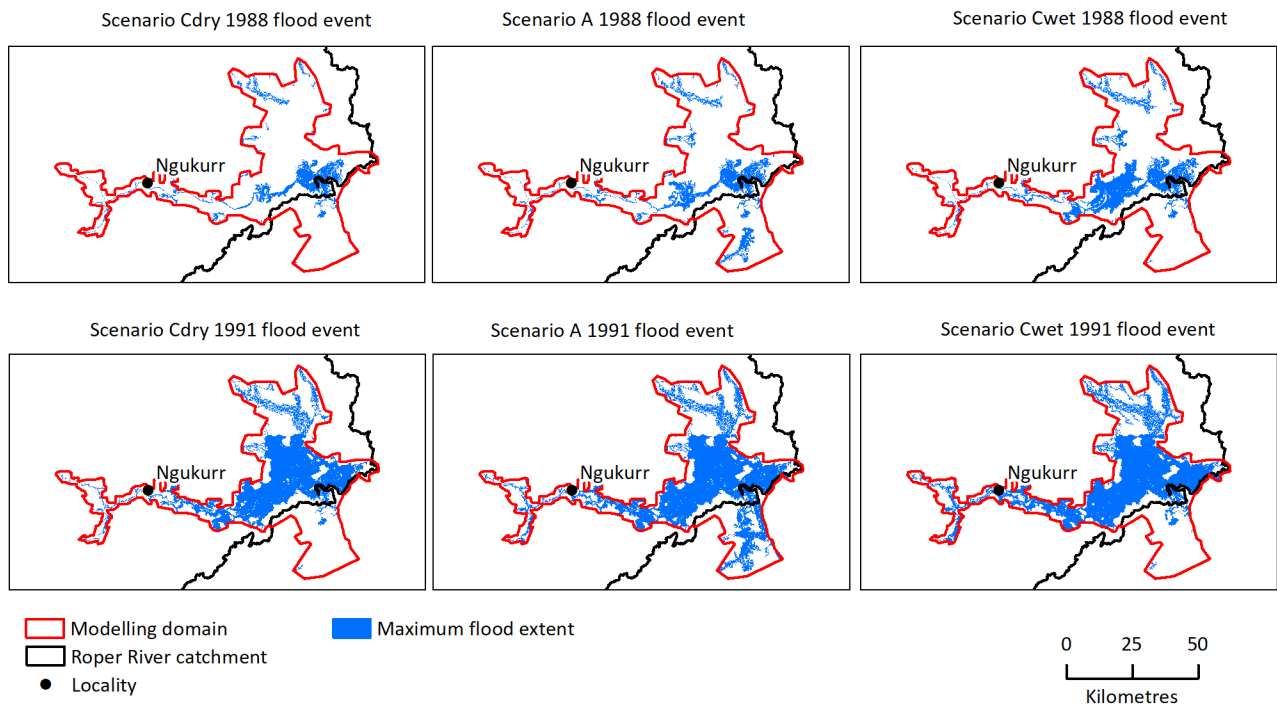 Scenario Cdry 1988 flood event
Scenario A 1988 flood event
Scenario Cwet 1988 flood event
Ngukurr
Ngukurr
Ngukurr
Scenario Cdry 1991 flood event
Scenario A 1991 flood event
Scenario Cwet 1991 flood event
Ngukurr
Ngukurr
Ngukurr
Modelling domain
Maximum flood extent
Roper River catchment
Locality
0 25 50
Kilometres